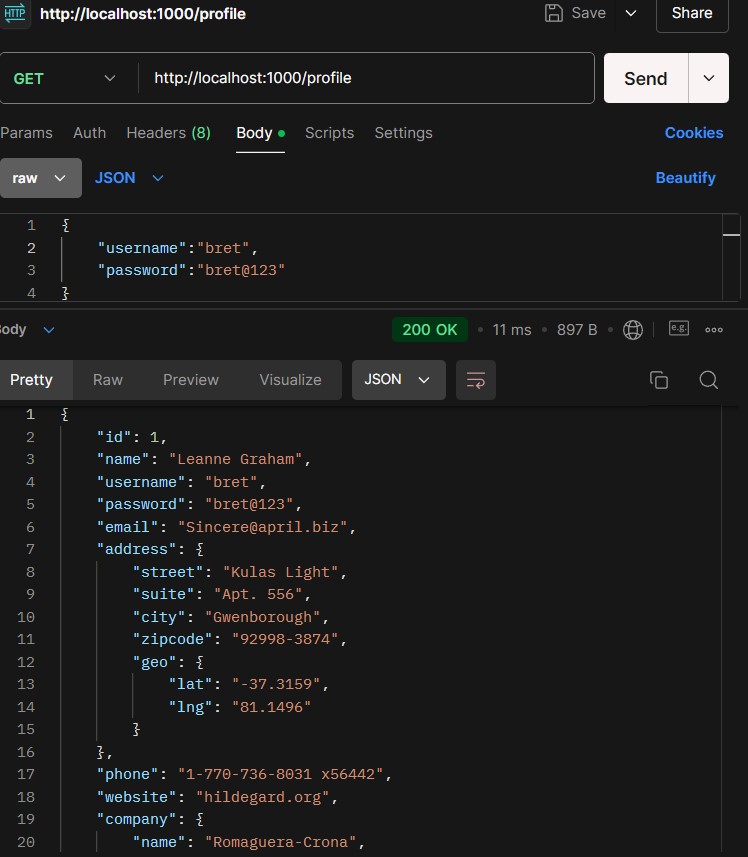 HTTP http://localhost:1000/profile Save Share
GET http://localhost:1000/profile Send
Params Auth Headers (8) Body Scripts Settings Cookies
raw JSON Beautify
1 {
2 "username":"bret",
3 "password":"bret@123"
4 }
Body 200 OK • 11 ms • 897 B • e.g.
Pretty Raw Preview Visualize JSON
1 {
2 "id": 1,
3 "name": "Leanne Graham",
4 "username": "bret",
5 "password": "bret@123",
6 "email": "Sincere@april.biz",
7 "address": {
8 "street": "Kulas Light",
9 "suite": "Apt. 556",
10 "city": "Gwenborough",
11 "zipcode": "92998-3874",
12 "geo": {
13 "lat": "-37.3159",
14 "lng": "81.1496"
15 }
16 },
17 "phone": "1-770-736-8031 x56442",
18 "website": "hildegard.org",
19 "company": {
20 "name": "Romaguera-Crona",